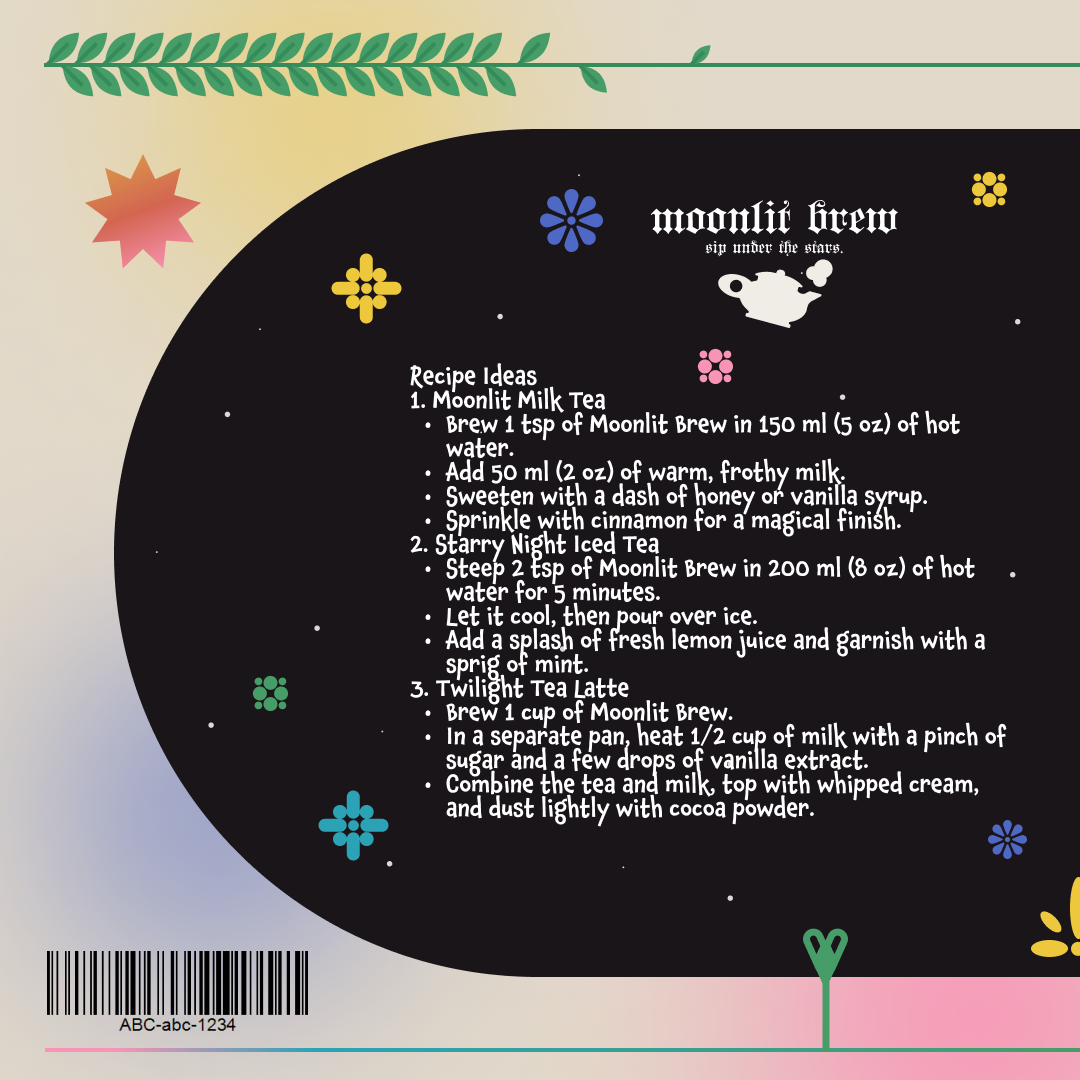 moonlit brew
sip under the stars.
Recipe Ideas
1. Moonlit Milk Tea
• Brew 1 tsp of Moonlit Brew in 150 ml (5 oz) of hot
water.
• Add 50 ml (2 oz) of warm, frothy milk.
• Sweeten with a dash of honey or vanilla syrup.
• Sprinkle with cinnamon for a magical finish.
2. Starry Night Iced Tea
• Steep 2 tsp of Moonlit Brew in 200 ml (8 oz) of hot
water for 5 minutes.
• Let it cool, then pour over ice.
• Add a splash of fresh lemon juice and garnish with a
sprig of mint.
3. Twilight Tea Latte
• Brew 1 cup of Moonlit Brew.
• In a separate pan, heat 1/2 cup of milk with a pinch of
sugar and a few drops of vanilla extract.
• Combine the tea and milk, top with whipped cream,
and dust lightly with cocoa powder.
ABC-abc-1234